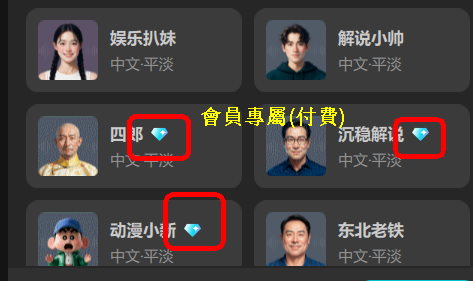 娱乐扒妹
中文·平淡
解说小帅
中文·平淡
會員專屬(付費)
四郎
中文·平淡
沉稳解说
中文·平淡
动漫小新
中文·平淡
东北老铁
中文·平淡